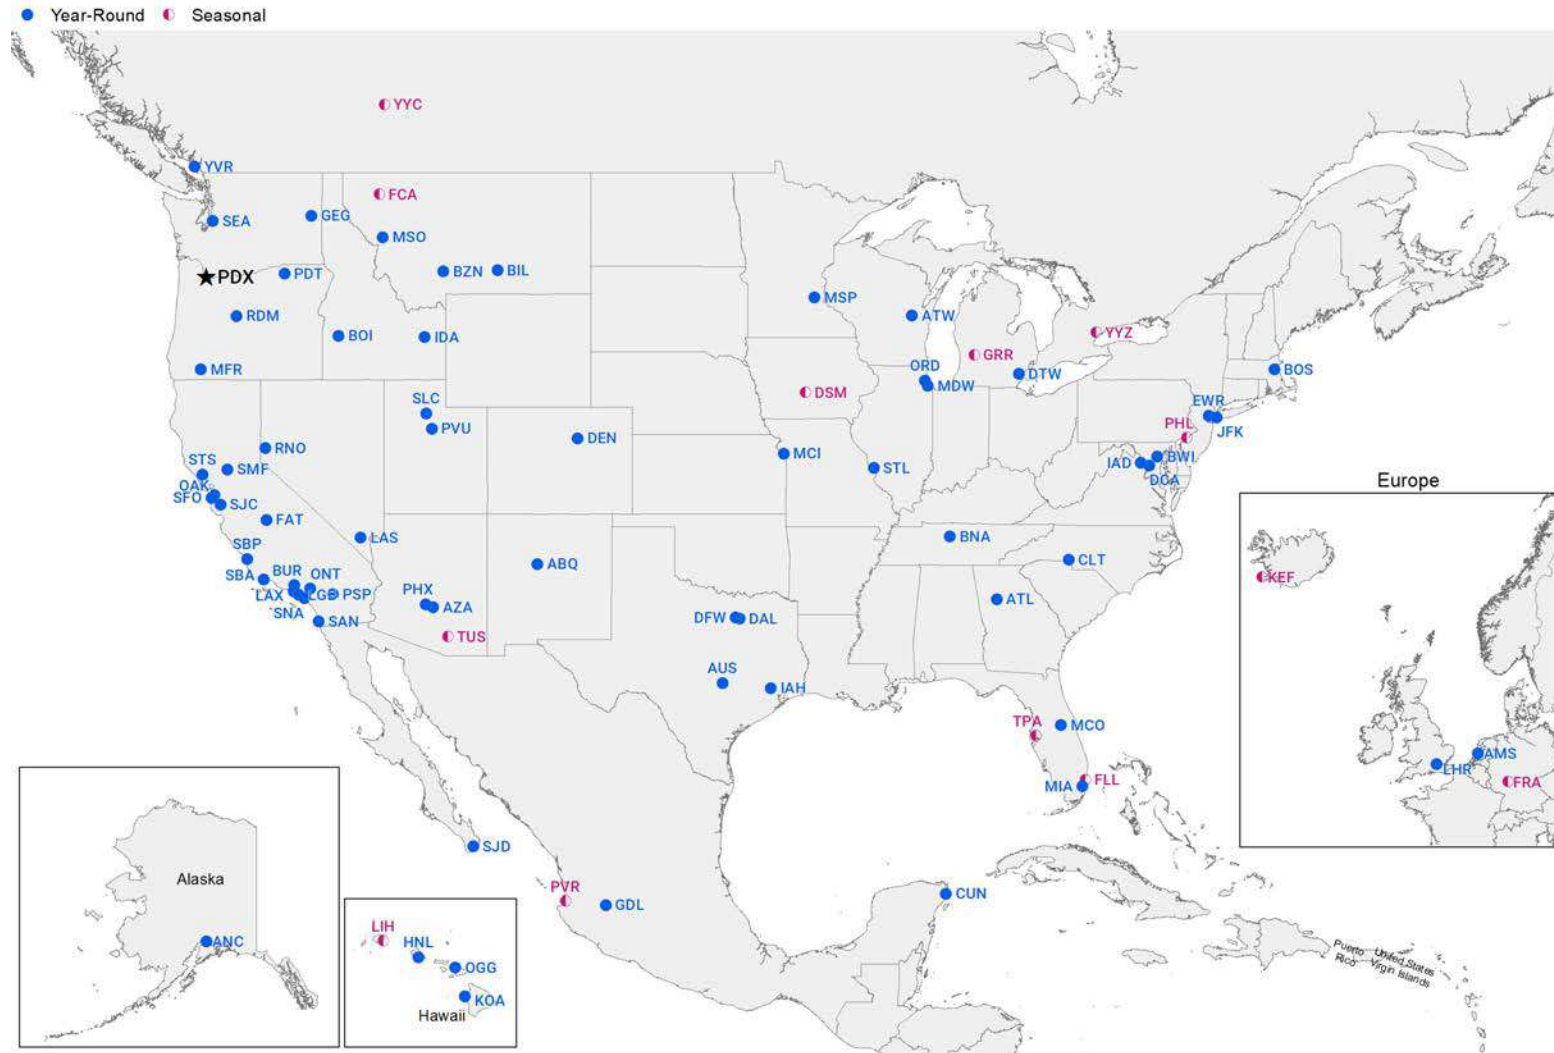 Year-Round Seasonal
YYC
YVR
FCA
SEA
GEG
MSO
PDX
PDT
BZN
BIL
RDM
MSP
ATW
BOI
IDA
YYZ
GRR
MFR
ORD
MDW
DTW
BOS
DSM
SLC
PVU
EWR
JFK
PHL
DEN
RNO
MCI
STL
IAD
BWI
DCA
STS
SMF
OAK
SFO
SJC
Europe
FAT
LAS
BNA
SBP
ABQ
CLT
KEF
SBA
BUR
ONT
LAX
LGB
PSP
SNA
SAN
PHX
AZA
TUS
ATL
DFW
DAL
AUS
IAH
TPA
MCO
FLL
MIA
AMS
LHR
FRA
SJD
Alaska
PVR
GDL
CUN
ANC
LIH
HNL
OGG
KOA
Hawaii
Puerto
Rico
United States
Virgin Islands